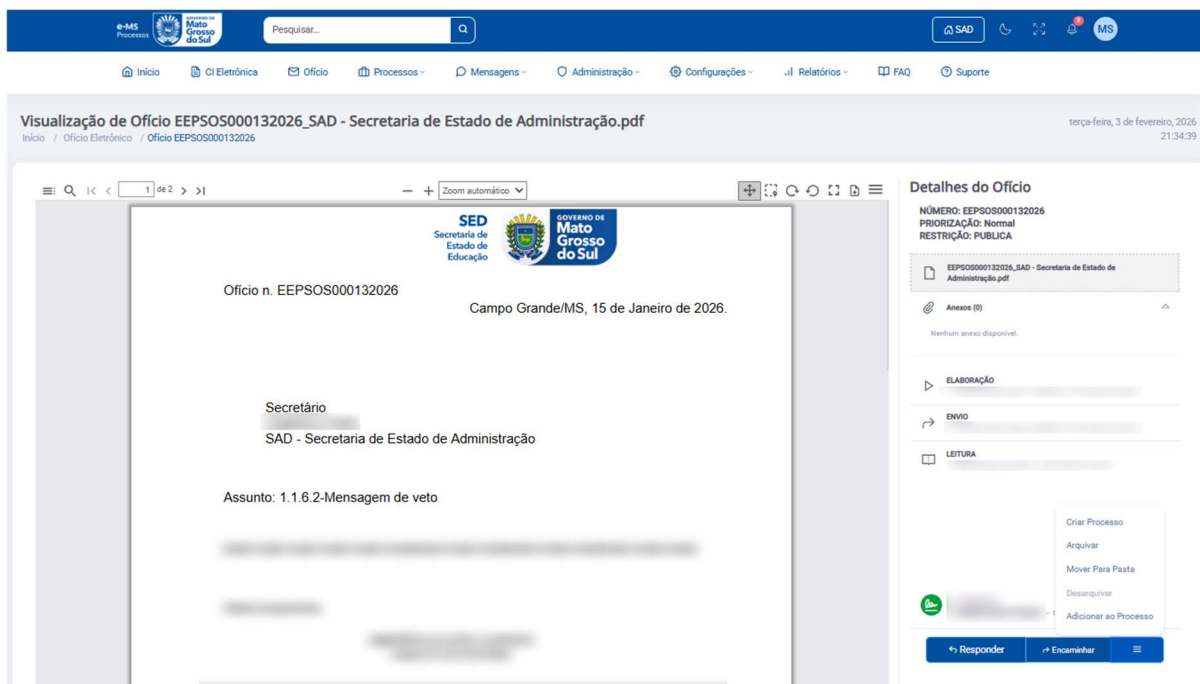 e-MS
Processos
GOVERNO DE
Mato
Grosso
do Sul
Pesquisar...
SAD
3
MS
Início
CI Eletrônica
Ofício
Processos
Mensagens
Administração
Configurações
Relatórios
FAQ
Suporte
Visualização de Ofício EEPSOS000132026_SAD - Secretaria de Estado de Administração.pdf
Início / Ofício Eletrônico / Ofício EEPSOS000132026
terça-feira, 3 de fevereiro, 2026
21:34:39
1 de 2
Zoom automático
SED
Secretaria de
Estado de
Educação
GOVERNO DE
Mato
Grosso
do Sul
Ofício n. EEPSOS000132026
Campo Grande/MS, 15 de Janeiro de 2026.
Secretário
SAD - Secretaria de Estado de Administração
Assunto: 1.1.6.2-Mensagem de veto
Detalhes do Ofício
NÚMERO: EEPSOS000132026
PRIORIZAÇÃO: Normal
RESTRIÇÃO: PUBLICA
EEPSOS000132026_SAD - Secretaria de Estado de
Administração.pdf
Anexos (0)
Nenhum anexo disponível.
ELABORAÇÃO
ENVIO
LEITURA
Criar Processo
Arquivar
Mover Para Pasta
Desarquivar
Adicionar ao Processo
Responder
Encaminhar